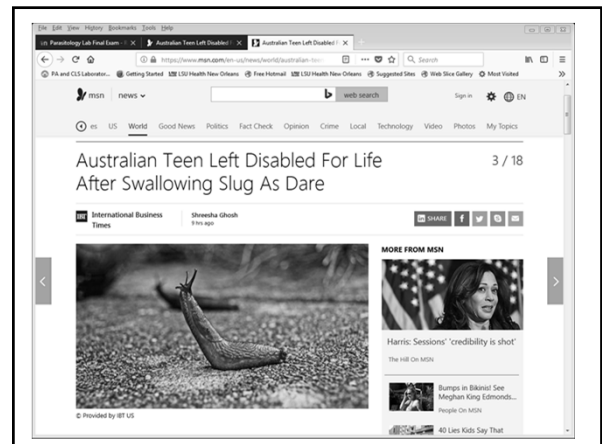 File Edit View History Bookmarks Tools Help
Parasitology Lab Final Exam - X Australian Teen Left Disabled X Australian Teen Left Disabled X
https://www.msn.com/en-us/news/world/australian-teen- Search
PA and CLS Laborator... Getting Started LSU Health New Orleans Free Hotmail LSU Health New Orleans Suggested Sites Web Slice Gallery Most Visited
msn news web search Sign in EN
es US World Good News Politics Fact Check Opinion Crime Local Technology Video Photos My Topics
Australian Teen Left Disabled For Life 3 / 18
After Swallowing Slug As Dare
IBT International Business Shreesha Ghosh SHARE
Times 9 hrs ago
MORE FROM MSN
Harris: Sessions' 'credibility is shot'
The Hill On MSN
Bumps in Bikinis! See
Meghan King Edmonds...
People On MSN
© Provided by IBT US
40 Lies Kids Say That